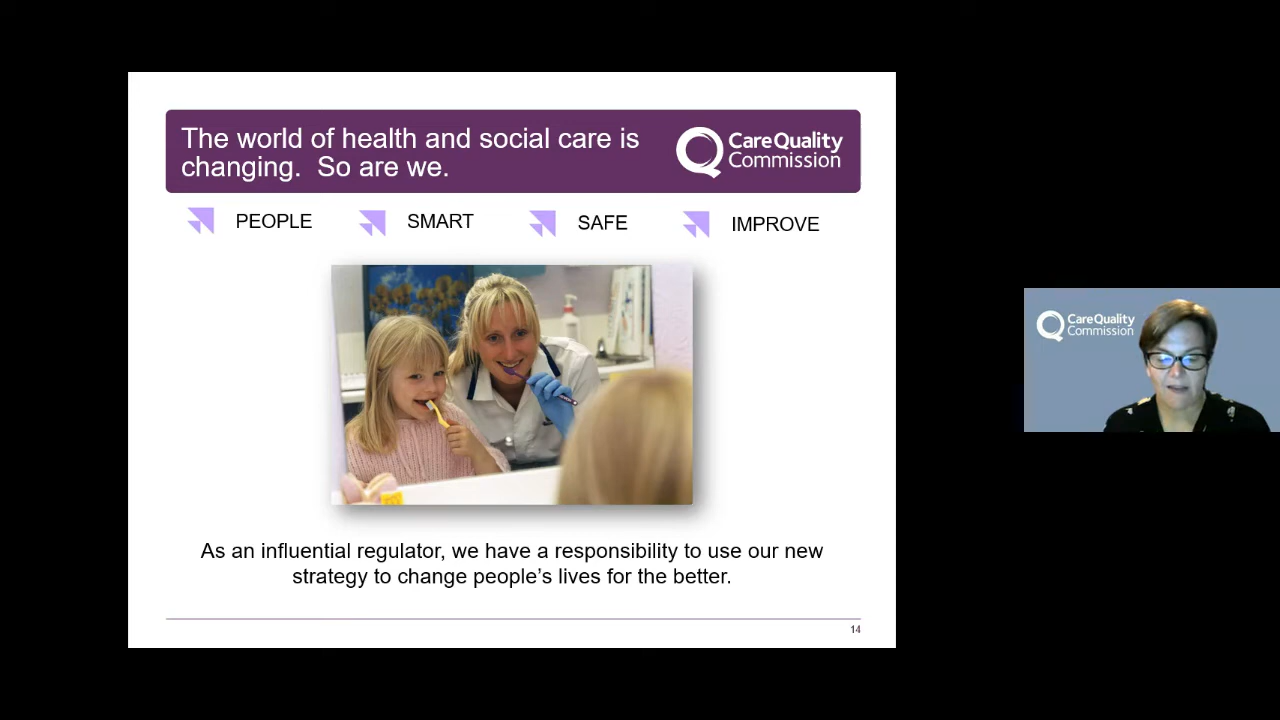 The world of health and social care is
changing.  So are we.
CareQuality
Commission
PEOPLE
SMART
SAFE
IMPROVE
As an influential regulator, we have a responsibility to use our new
strategy to change people’s lives for the better.
14
CareQuality
Commission